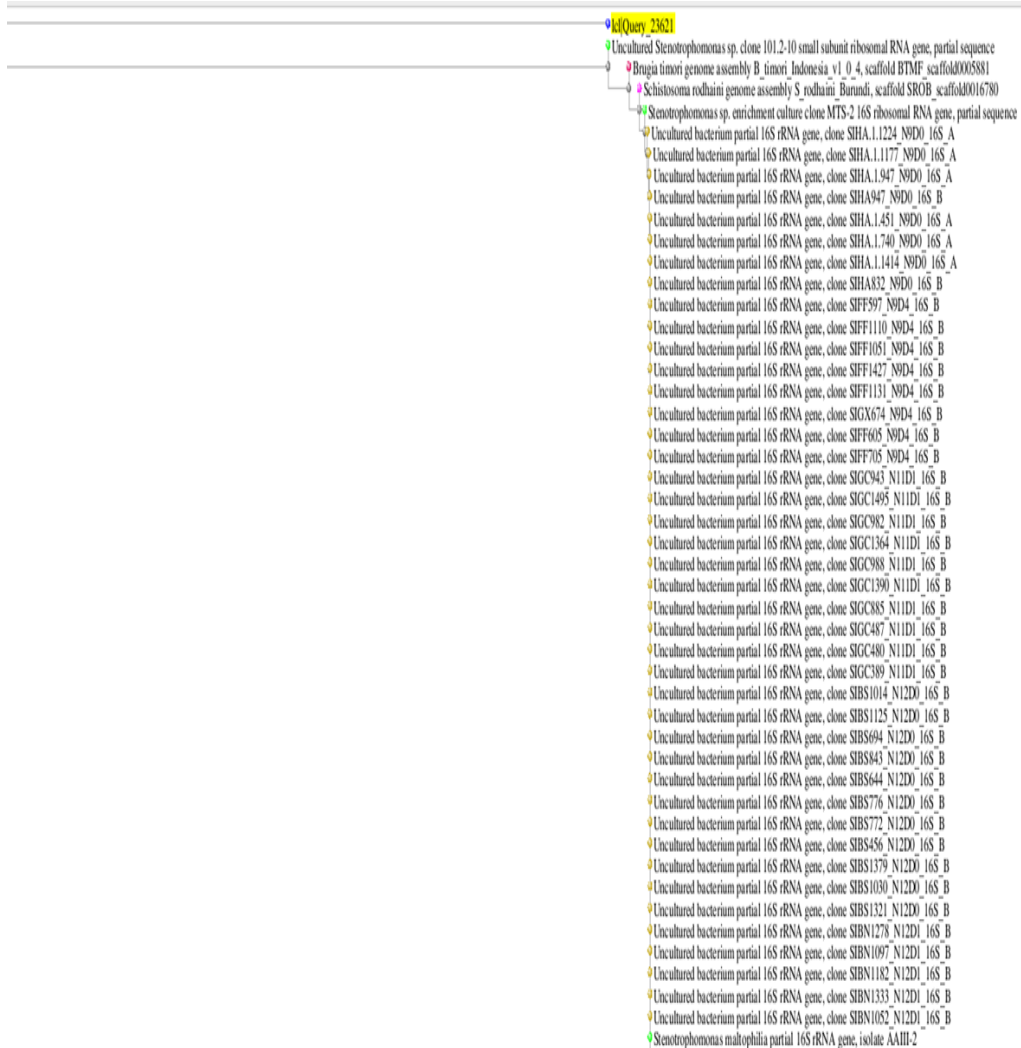 lcl|Query_23621
Uncultured Stenotrophomonas sp. clone 101.2-10 small subunit ribosomal RNA gene, partial sequence
Brugia timori genome assembly B_timori_Indonesia_v1_0_4, scaffold BTMF_scaffold0005881
Schistosoma rodhaini genome assembly S_rodhaini_Burundi, scaffold SROB_scaffold0016780
Stenotrophomonas sp. enrichment culture clone MTS-2 16S ribosomal RNA gene, partial sequence
Uncultured bacterium partial 16S rRNA gene, clone SIHA.1.1224_N9D0_16S_A
Uncultured bacterium partial 16S rRNA gene, clone SIHA.1.1177_N9D0_16S_A
Uncultured bacterium partial 16S rRNA gene, clone SIHA.1.947_N9D0_16S_A
Uncultured bacterium partial 16S rRNA gene, clone SIHA947_N9D0_16S_B
Uncultured bacterium partial 16S rRNA gene, clone SIHA.1.451_N9D0_16S_A
Uncultured bacterium partial 16S rRNA gene, clone SIHA.1.740_N9D0_16S_A
Uncultured bacterium partial 16S rRNA gene, clone SIHA.1.1414_N9D0_16S_A
Uncultured bacterium partial 16S rRNA gene, clone SIHA832_N9D0_16S_B
Uncultured bacterium partial 16S rRNA gene, clone SIFF597_N9D4_16S_B
Uncultured bacterium partial 16S rRNA gene, clone SIFF1110_N9D4_16S_B
Uncultured bacterium partial 16S rRNA gene, clone SIFF1051_N9D4_16S_B
Uncultured bacterium partial 16S rRNA gene, clone SIFF1427_N9D4_16S_B
Uncultured bacterium partial 16S rRNA gene, clone SIFF1131_N9D4_16S_B
Uncultured bacterium partial 16S rRNA gene, clone SIGX674_N9D4_16S_B
Uncultured bacterium partial 16S rRNA gene, clone SIFF605_N9D4_16S_B
Uncultured bacterium partial 16S rRNA gene, clone SIFF705_N9D4_16S_B
Uncultured bacterium partial 16S rRNA gene, clone SIGC943_N11D1_16S_B
Uncultured bacterium partial 16S rRNA gene, clone SIGC1495_N11D1_16S_B
Uncultured bacterium partial 16S rRNA gene, clone SIGC982_N11D1_16S_B
Uncultured bacterium partial 16S rRNA gene, clone SIGC1364_N11D1_16S_B
Uncultured bacterium partial 16S rRNA gene, clone SIGC988_N11D1_16S_B
Uncultured bacterium partial 16S rRNA gene, clone SIGC1390_N11D1_16S_B
Uncultured bacterium partial 16S rRNA gene, clone SIGC885_N11D1_16S_B
Uncultured bacterium partial 16S rRNA gene, clone SIGC487_N11D1_16S_B
Uncultured bacterium partial 16S rRNA gene, clone SIGC480_N11D1_16S_B
Uncultured bacterium partial 16S rRNA gene, clone SIGC389_N11D1_16S_B
Uncultured bacterium partial 16S rRNA gene, clone SIBS1014_N12D0_16S_B
Uncultured bacterium partial 16S rRNA gene, clone SIBS1125_N12D0_16S_B
Uncultured bacterium partial 16S rRNA gene, clone SIBS694_N12D0_16S_B
Uncultured bacterium partial 16S rRNA gene, clone SIBS843_N12D0_16S_B
Uncultured bacterium partial 16S rRNA gene, clone SIBS644_N12D0_16S_B
Uncultured bacterium partial 16S rRNA gene, clone SIBS776_N12D0_16S_B
Uncultured bacterium partial 16S rRNA gene, clone SIBS772_N12D0_16S_B
Uncultured bacterium partial 16S rRNA gene, clone SIBS456_N12D0_16S_B
Uncultured bacterium partial 16S rRNA gene, clone SIBS1379_N12D0_16S_B
Uncultured bacterium partial 16S rRNA gene, clone SIBS1030_N12D0_16S_B
Uncultured bacterium partial 16S rRNA gene, clone SIBS1321_N12D0_16S_B
Uncultured bacterium partial 16S rRNA gene, clone SIBN1278_N12D1_16S_B
Uncultured bacterium partial 16S rRNA gene, clone SIBN1097_N12D1_16S_B
Uncultured bacterium partial 16S rRNA gene, clone SIBN1182_N12D1_16S_B
Uncultured bacterium partial 16S rRNA gene, clone SIBN1333_N12D1_16S_B
Uncultured bacterium partial 16S rRNA gene, clone SIBN1052_N12D1_16S_B
Stenotrophomonas maltophilia partial 16S rRNA gene, isolate AAIII-2